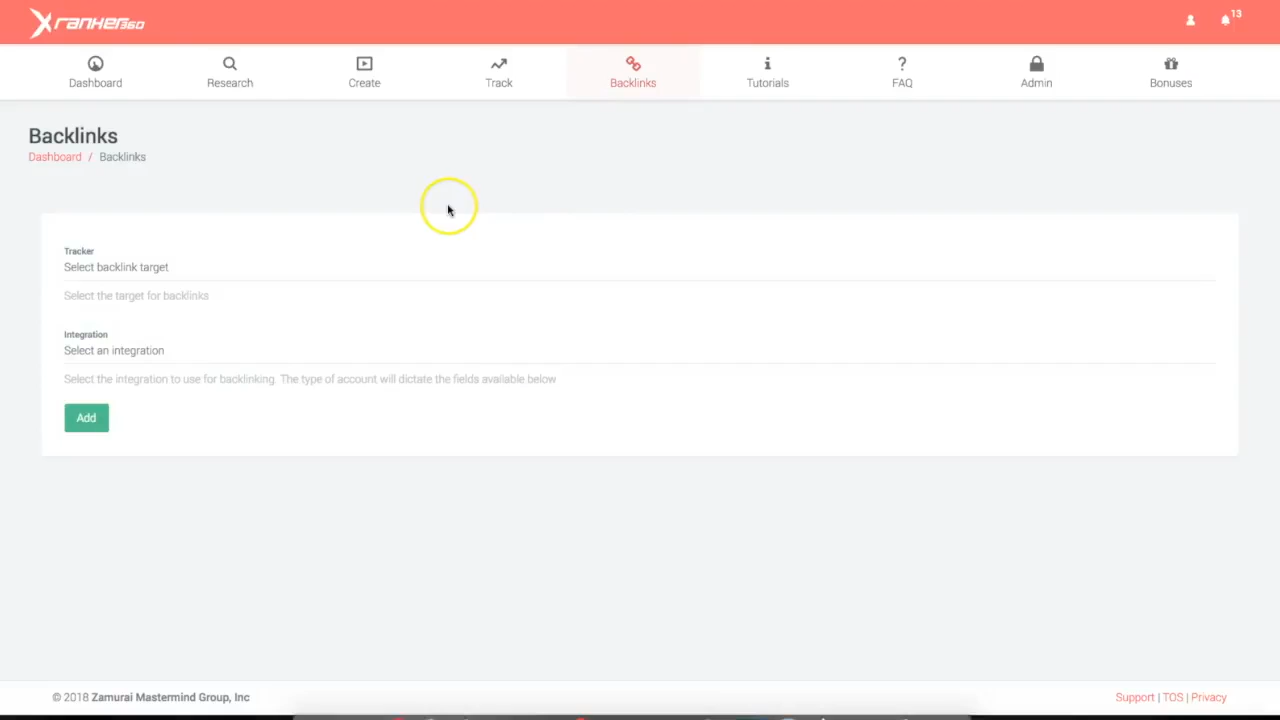 Xranker360
13
Dashboard
Research
Create
Track
Backlinks
Tutorials
FAQ
Admin
Bonuses
Backlinks
Dashboard / Backlinks
Tracker
Select backlink target
Select the target for backlinks
Integration
Select an integration
Select the integration to use for backlinking. The type of account will dictate the fields available below
Add
© 2018 Zamurai Mastermind Group, Inc
Support | TOS | Privacy